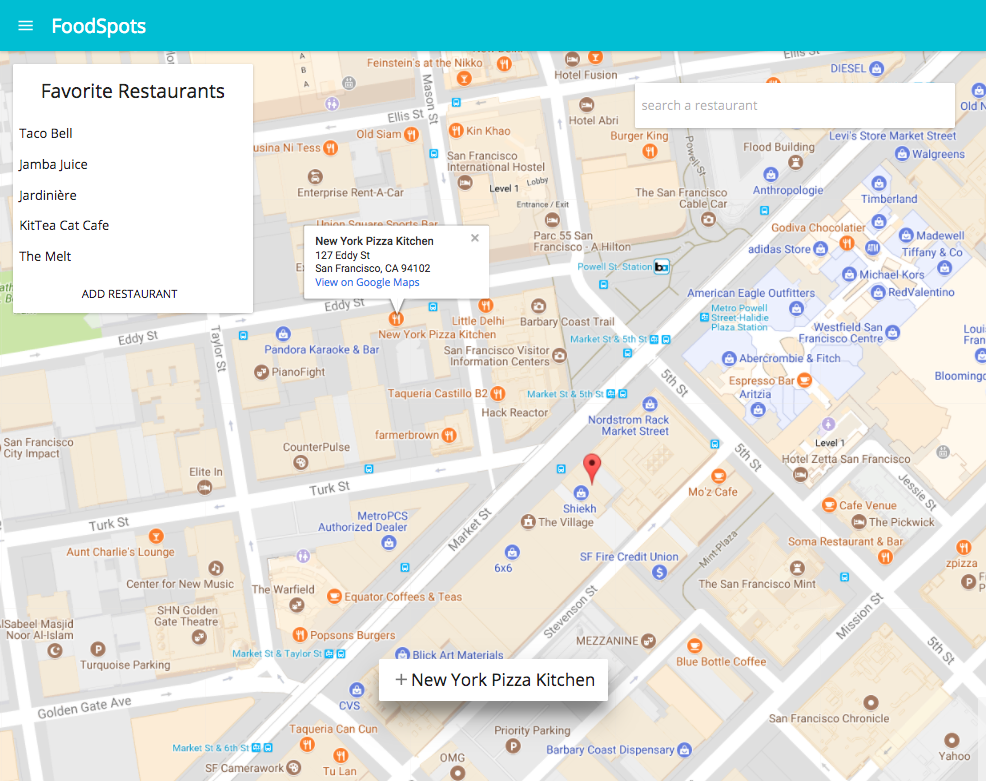 FoodSpots
Favorite Restaurants
Taco Bell
Jamba Juice
Jardinière
KitTea Cat Cafe
The Melt
ADD RESTAURANT
search a restaurant
Feinstein's at the Nikko
Hotel Fusion
Ellis St
DIESEL
A
B
A
Mason St
Hotel Abri
Old N
Ellis St
Old Siam
Kin Khao
Burger King
Levi's Store Market Street
Flood Building
Walgreens
usina Ni Tess
San Francisco
International Hostel
Powell St
Level 1
Lobby
Enterprise Rent-A-Car
Entrance / Exit
The San Francisco
Cable Car
Anthropologie
Timberland
Union Square Sports Bar
Parc 55 San
Francisco - A Hilton
Godiva Chocolatier
Madewell
adidas Store
Tiffany & Co
New York Pizza Kitchen
127 Eddy St
San Francisco, CA 94102
View on Google Maps
Powell St. Station
Michael Kors
American Eagle Outfitters
RedValentino
Little Delhi
Barbary Coast Trail
Metro Powell
Street-Halidie
Plaza Station
New York Pizza Kitchen
Eddy St
Eddy St
Taylor St
Westfield San
Francisco Centre
Market St & 5th St
Pandora Karaoke & Bar
San Francisco Visitor
Information Centers
Abercrombie & Fitch
PianoFight
5th St
Espresso Bar
Bloomingd
Taqueria Castillo B2
Market St & 5th St
Aritzia
Hack Reactor
Nordstrom Rack
Market Street
farmerbrown
San Francisco
City Impact
CounterPulse
Level 1
5th St
Hotel Zetta San Francisco
Elite In
Turk St
Mo'z Cafe
Jessie St
Shiekh
Cafe Venue
The Pickwick
Turk St
MetroPCS
Authorized Dealer
Market St
The Village
Mint Plaza
Soma Restaurant & Bar
Aunt Charlie's Lounge
6x6
SF Fire Credit Union
zpizza
Center for New Music
The Warfield
Equator Coffees & Teas
The San Francisco Mint
SHN Golden
Gate Theatre
Stevenson St
Mission St
AlSabeel Masjid
Noor Al-Islam
Popsons Burgers
MEZZANINE
5th St
Turquoise Parking
Market St & Taylor St
Blick Art Materials
Blue Bottle Coffee
+ New York Pizza Kitchen
Golden Gate Ave
CVS
San Francisco
Chronicle
Taqueria Can Cun
Priority Parking
Market St & 6th St
Barbary Coast Dispensary
Yahoo
SF Camerawork
Tu Lan
OMG